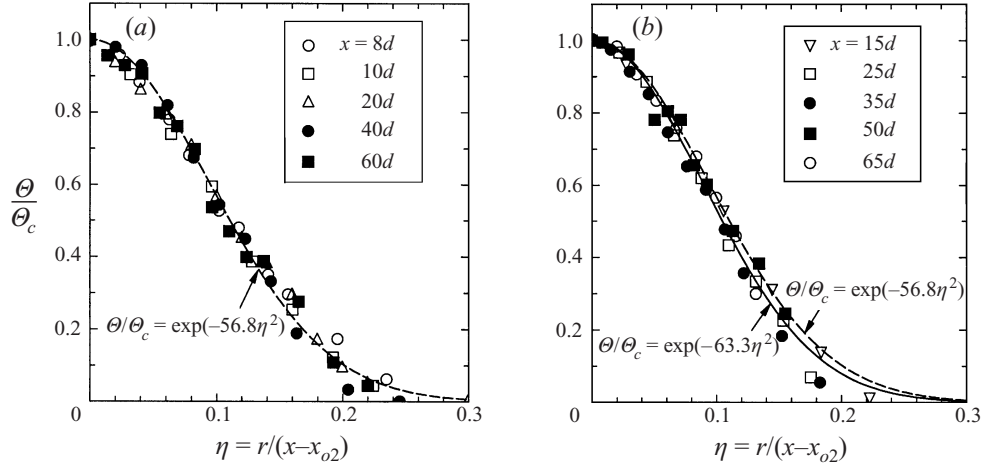 (a)
x = 8d
10d
20d
40d
60d
1.0
0.8
0.6
0.4
0.2
0
Θ/Θc
Θ/Θc = exp(–56.8η²)
0.1
0.2
0.3
η = r/(x–xo2)
(b)
x = 15d
25d
35d
50d
65d
1.0
0.8
0.6
0.4
0.2
0
Θ/Θc = exp(–56.8η²)
Θ/Θc = exp(–63.3η²)
0.1
0.2
0.3
η = r/(x–xo2)